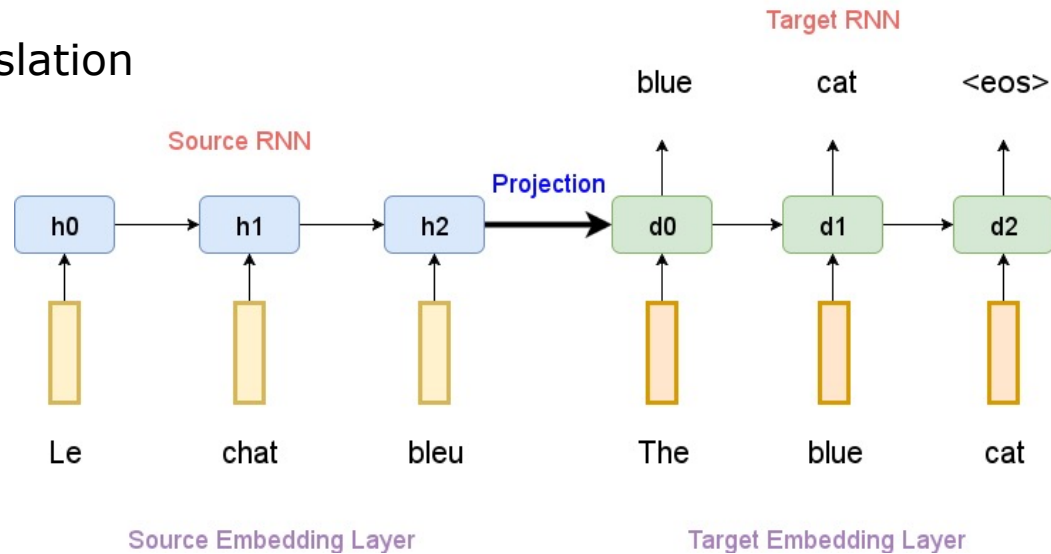 slation
Target RNN
blue cat <eos>
Source RNN
Projection
h0 h1 h2 d0 d1 d2
Le chat bleu The blue cat
Source Embedding Layer Target Embedding Layer